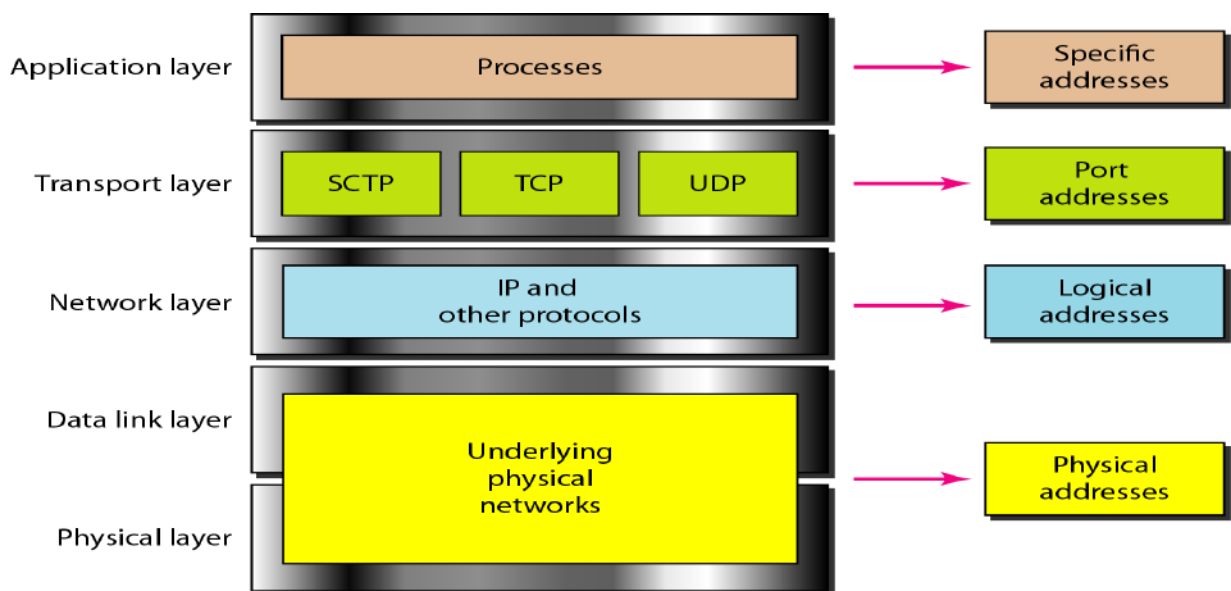 Application layer
Processes
Specific
addresses
Transport layer
SCTP
TCP
UDP
Port
addresses
Network layer
IP and
other protocols
Logical
addresses
Data link layer
Underlying
physical
networks
Physical
addresses
Physical layer